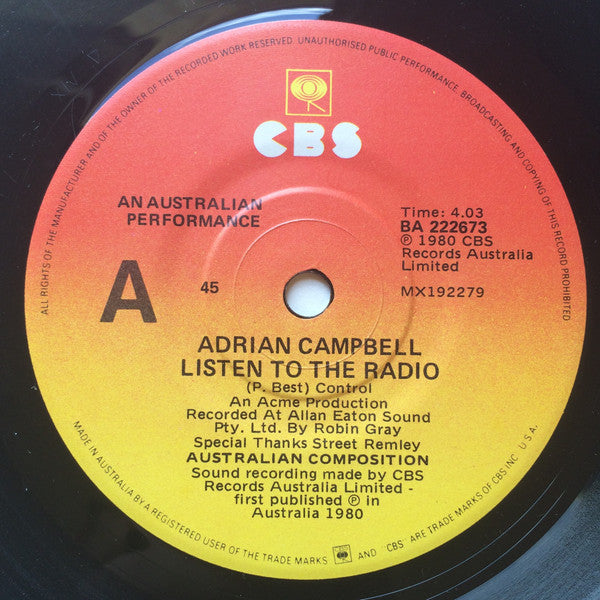 ALL RIGHTS OF THE MANUFACTURER AND OF THE OWNER OF THE RECORDED WORK RESERVED. UNAUTHORISED PUBLIC PERFORMANCE, BROADCASTING AND COPYING OF THIS RECORD PROHIBITED
CBS
AN AUSTRALIAN
PERFORMANCE
Time: 4.03
BA 222673
℗ 1980 CBS
Records Australia
Limited
A
45
MX192279
ADRIAN CAMPBELL
LISTEN TO THE RADIO
(P. Best) Control
An Acme Production
Recorded At Allan Eaton Sound
Pty. Ltd. By Robin Gray
Special Thanks Street Remley
AUSTRALIAN COMPOSITION
Sound recording made by CBS
Records Australia Limited -
first published ℗ in
Australia 1980
MADE IN AUSTRALIA BY A REGISTERED USER OF THE TRADE MARKS AND 'CBS' ARE TRADE MARKS OF CBS INC. U.S.A.